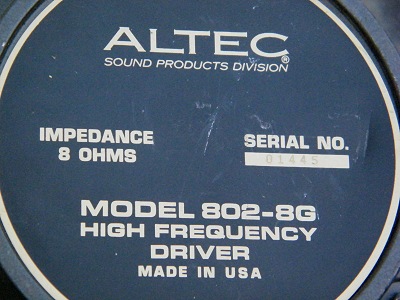 ALTEC®
SOUND PRODUCTS DIVISION
IMPEDANCE
8 OHMS
SERIAL NO.
01445
MODEL 802-8G
HIGH FREQUENCY
DRIVER
MADE IN USA